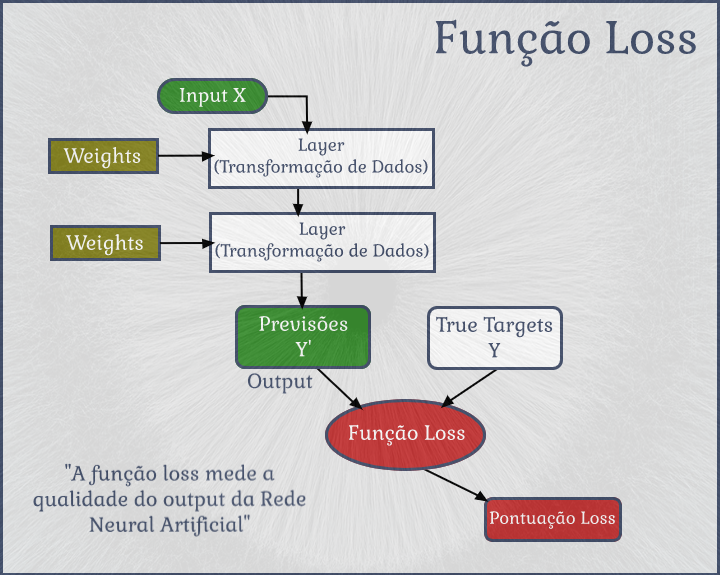 Função Loss
Input X
Weights
Layer
(Transformação de Dados)
Weights
Layer
(Transformação de Dados)
Previsões
Y'
True Targets
Y
Output
Função Loss
"A função loss mede a
qualidade do output da Rede
Neural Artificial"
Pontuação Loss